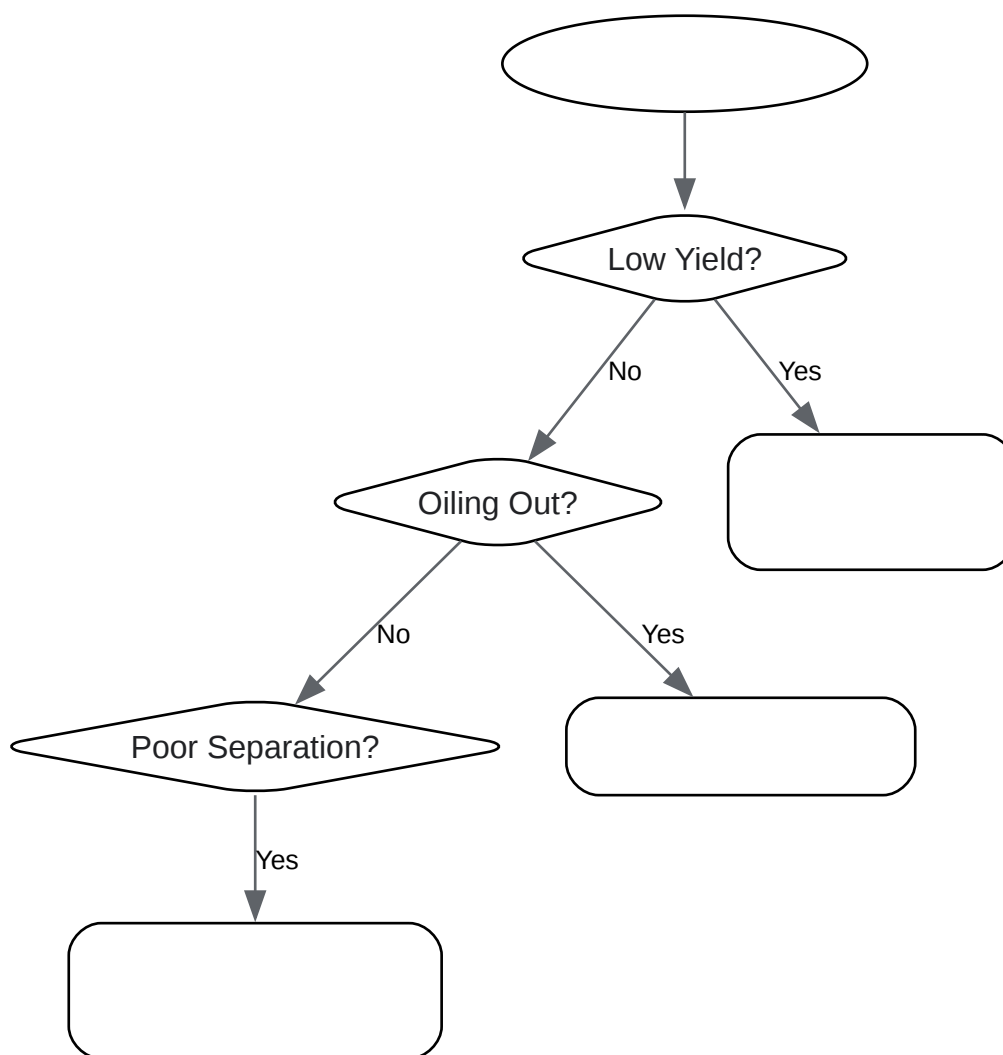 Low Yield?
No
Yes
Oiling Out?
No
Yes
Poor Separation?
Yes